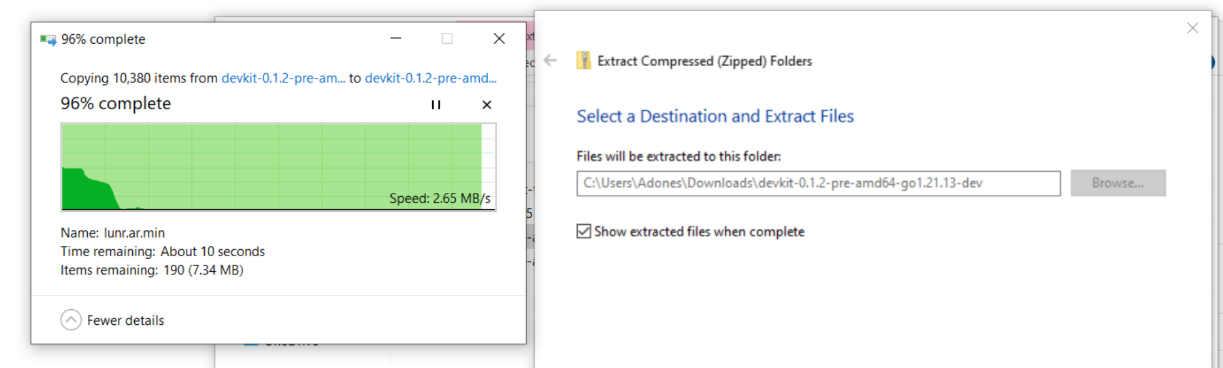 96% complete
Copying 10,380 items from devkit-0.1.2-pre-am... to devkit-0.1.2-pre-amd...
96% complete
Speed: 2.65 MB/s
Name: lunr.ar.min
Time remaining: About 10 seconds
Items remaining: 190 (7.34 MB)
Fewer details
Extract Compressed (Zipped) Folders
Select a Destination and Extract Files
Files will be extracted to this folder:
C:\Users\Adones\Downloads\devkit-0.1.2-pre-amd64-go1.21.13-dev
Browse...
Show extracted files when complete